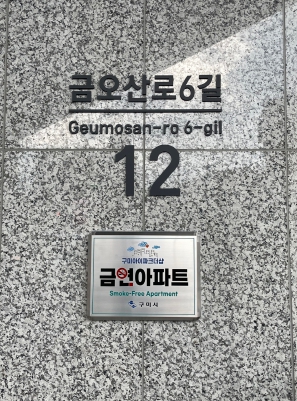 금오산로6길
Geumosan-ro 6-gil
12
구미아이파크더샵
금연아파트
Smoke-Free Apartment
구미시